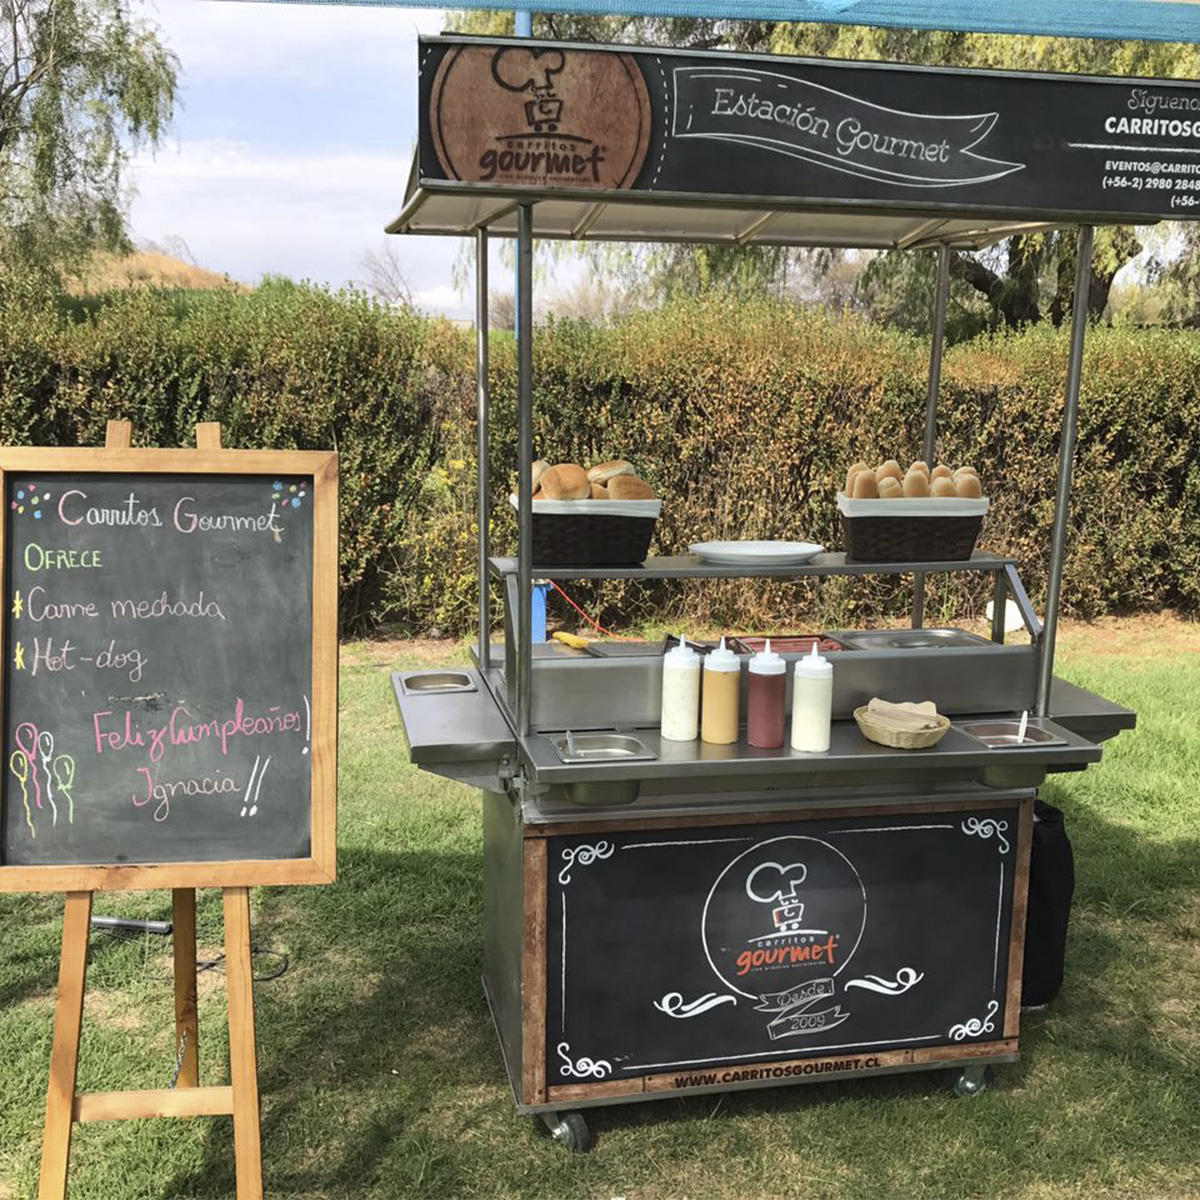 carritos
gourmet
Estación Gourmet
CARRITOSG
EVENTOS@CARRITO
(+56-2) 2980 2848
(+56-
Carritos Gourmet
OFRECE
* Carne mechada
* Hot-dog
Feliz Cumpleaños!
Ignacia!!
carritos
gourmet
Desde
2009
WWW.CARRITOSGOURMET.CL